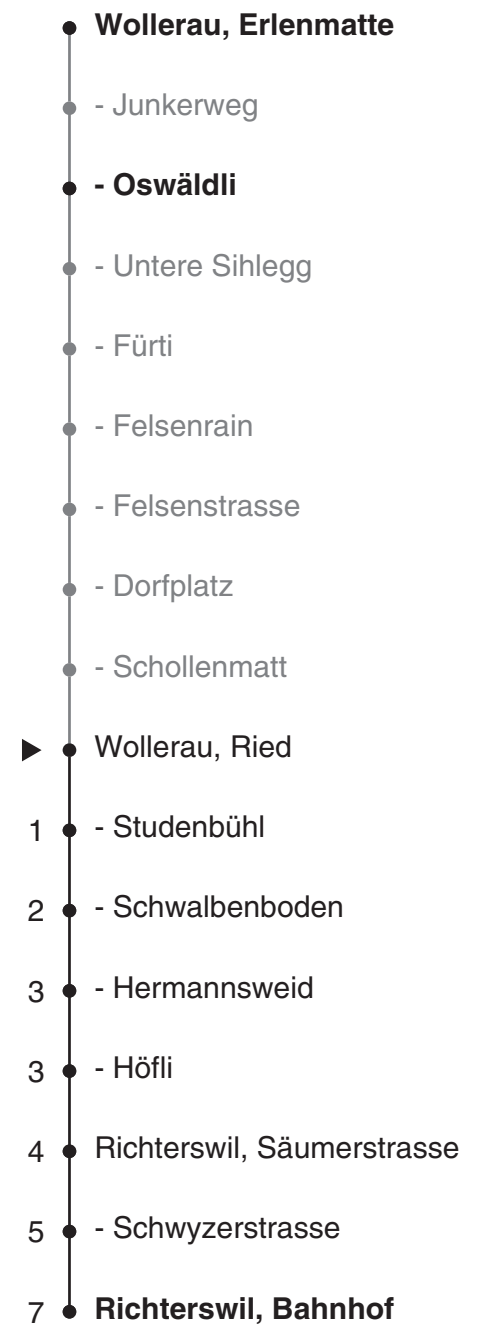 Wollerau, Erlenmatte
- Junkerweg
- Oswäldli
- Untere Sihlegg
- Fürti
- Felsenrain
- Felsenstrasse
- Dorfplatz
- Schollenmatt
Wollerau, Ried
1 - Studenbühl
2 - Schwalbenboden
3 - Hermannsweid
3 - Höfli
4 Richterswil, Säumerstrasse
5 - Schwyzerstrasse
7 Richterswil, Bahnhof